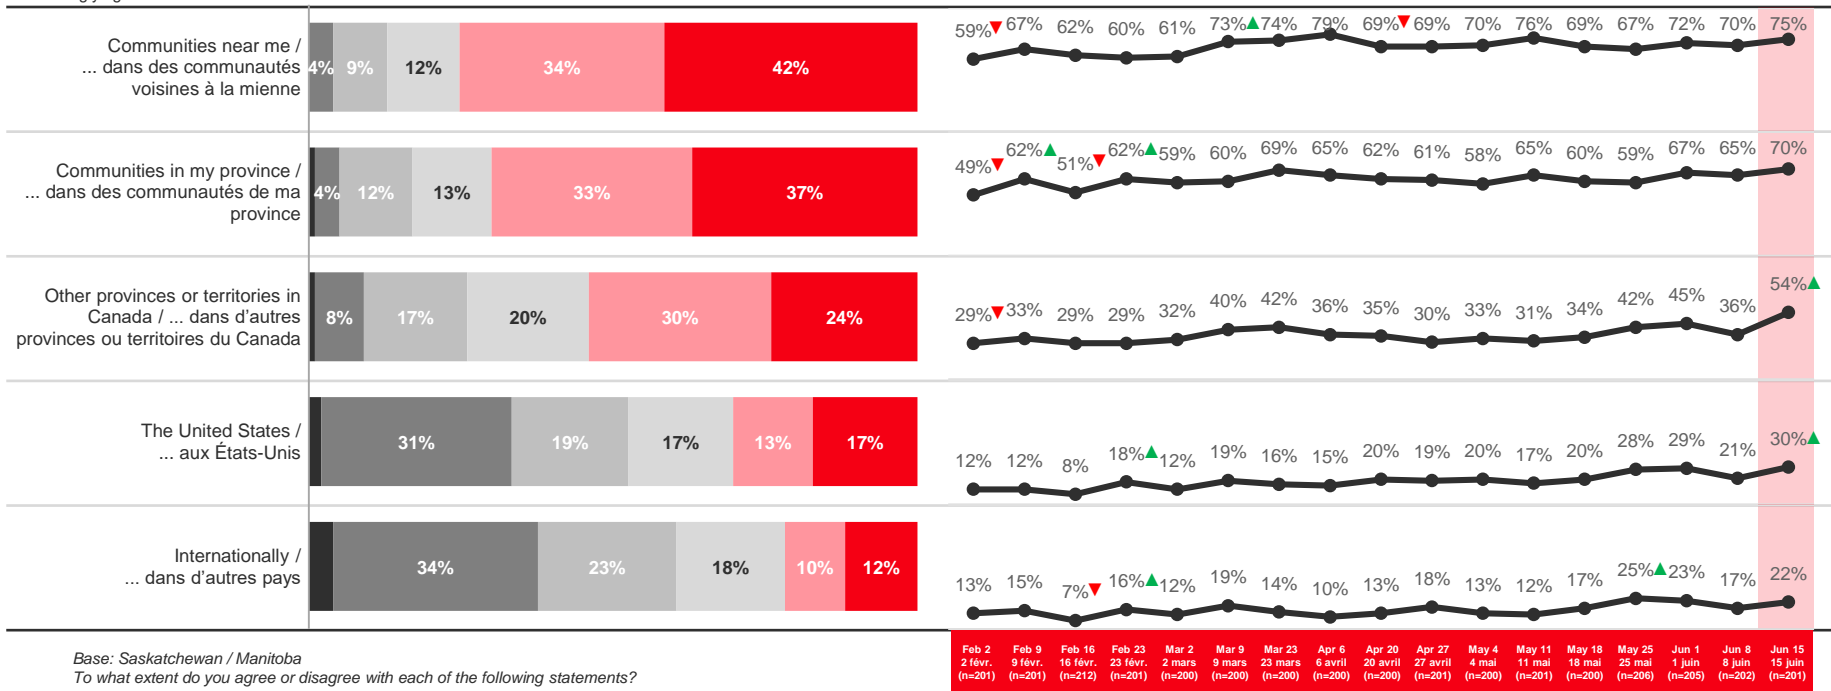 Communities near me /
... dans des communautés
voisines à la mienne
4% 9% 12% 34% 42%
59% 67% 62% 60% 61% 73% 74% 79% 69% 69% 70% 76% 69% 67% 72% 70% 75%
Communities in my province /
... dans des communautés de ma
province
4% 12% 13% 33% 37%
49% 62% 51% 62% 59% 60% 69% 65% 62% 61% 58% 65% 60% 59% 67% 65% 70%
Other provinces or territories in
Canada / ... dans d'autres
provinces ou territoires du Canada
8% 17% 20% 30% 24%
29% 33% 29% 29% 32% 40% 42% 36% 35% 30% 33% 31% 34% 42% 45% 36% 54%
The United States /
... aux États-Unis
31% 19% 17% 13% 17%
12% 12% 8% 18% 12% 19% 16% 15% 20% 19% 20% 17% 20% 28% 29% 21% 30%
Internationally /
... dans d'autres pays
34% 23% 18% 10% 12%
13% 15% 7% 16% 12% 19% 14% 10% 13% 18% 13% 12% 17% 25% 23% 17% 22%
Feb 2 Feb 9 Feb 16 Feb 23 Mar 2 Mar 9 Mar 23 Apr 6 Apr 20 Apr 27 May 4 May 11 May 18 May 25 Jun 1 Jun 8 Jun 15
2 févr. 9 févr. 16 févr. 23 févr. 2 mars 9 mars 23 mars 6 avril 20 avril 27 avril 4 mai 11 mai 18 mai 25 mai 1 juin 8 juin 15 juin
(n=201) (n=201) (n=212) (n=201) (n=200) (n=200) (n=200) (n=200) (n=200) (n=201) (n=200) (n=201) (n=200) (n=206) (n=205) (n=202) (n=201)
Base: Saskatchewan / Manitoba
To what extent do you agree or disagree with each of the following statements?